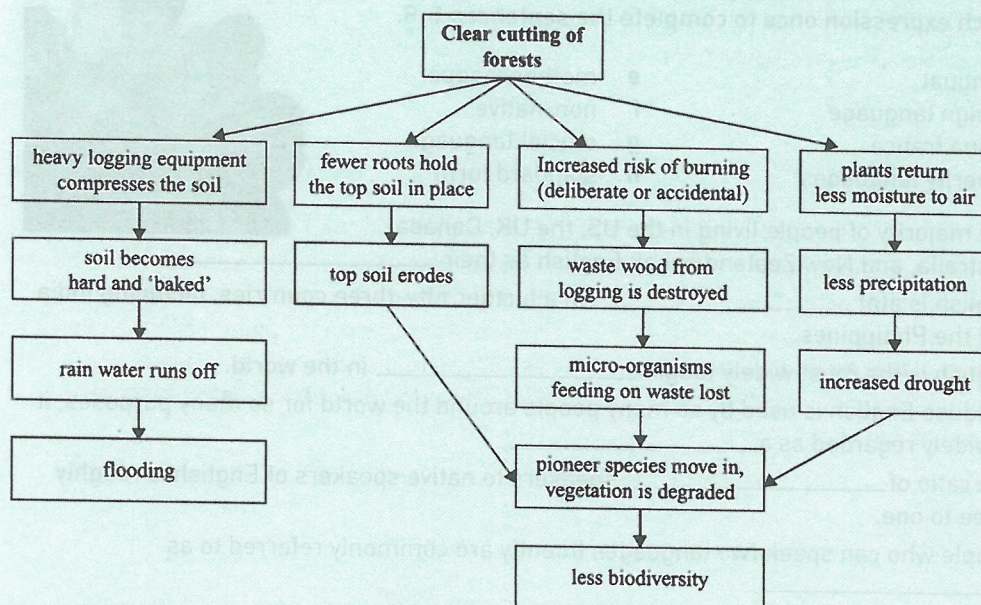 Clear cutting of
forests
heavy logging equipment
compresses the soil
fewer roots hold
the top soil in place
Increased risk of burning
(deliberate or accidental)
plants return
less moisture to air
soil becomes
hard and ‘baked’
top soil erodes
waste wood from
logging is destroyed
less precipitation
rain water runs off
micro-organisms
feeding on waste lost
increased drought
flooding
pioneer species move in,
vegetation is degraded
less biodiversity